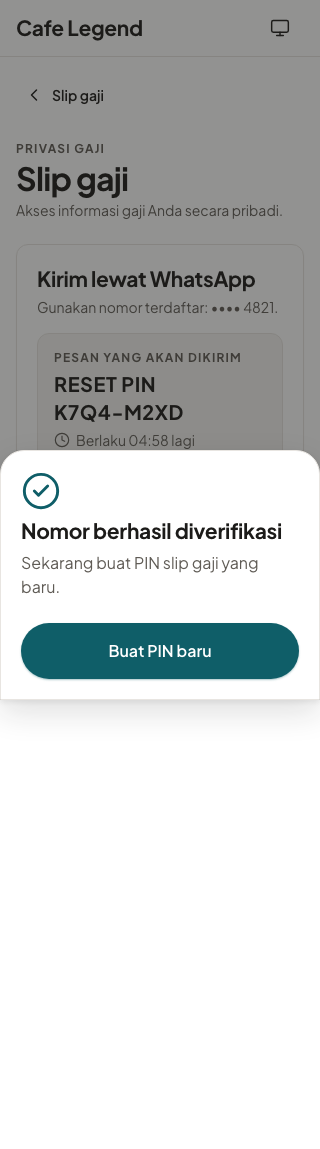 Cafe Legend
Slip gaji
PRIVASI GAJI
Slip gaji
Akses informasi gaji Anda secara pribadi.
Kirim lewat WhatsApp
Gunakan nomor terdaftar: •••• 4821.
PESAN YANG AKAN DIKIRIM
RESET PIN
K7Q4-M2XD
Berlaku 04:58 lagi
Nomor berhasil diverifikasi
Sekarang buat PIN slip gaji yang
baru.
Buat PIN baru